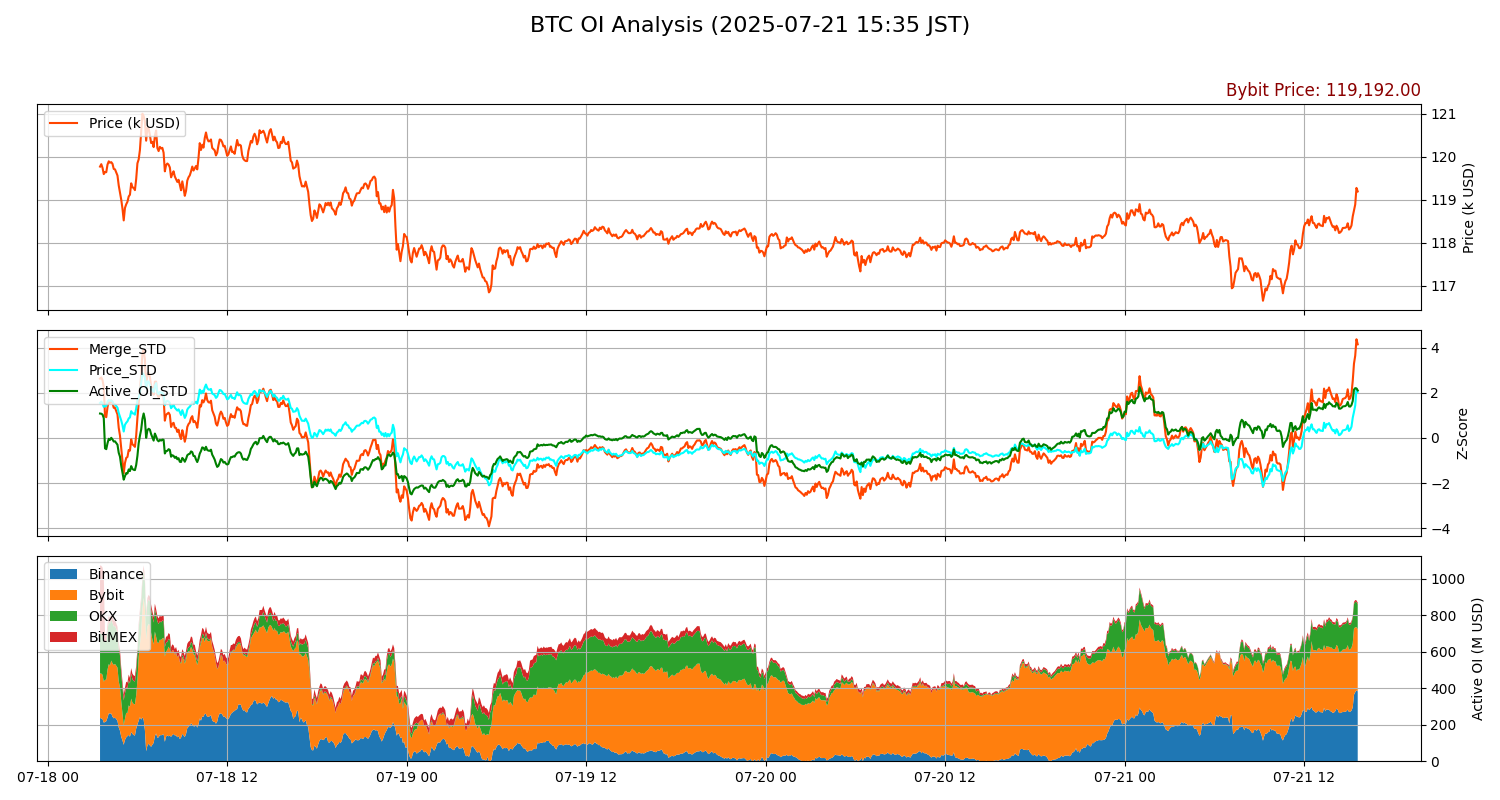 BTC OI Analysis (2025-07-21 15:35 JST)
Bybit Price: 119,192.00
Price (k USD)
121
120
119
118
117
Price (k USD)
Merge_STD
Price_STD
Active_OI_STD
4
2
0
−2
−4
Z-Score
Binance
Bybit
OKX
BitMEX
1000
800
600
400
200
0
Active OI (M USD)
07-18 00
07-18 12
07-19 00
07-19 12
07-20 00
07-20 12
07-21 00
07-21 12